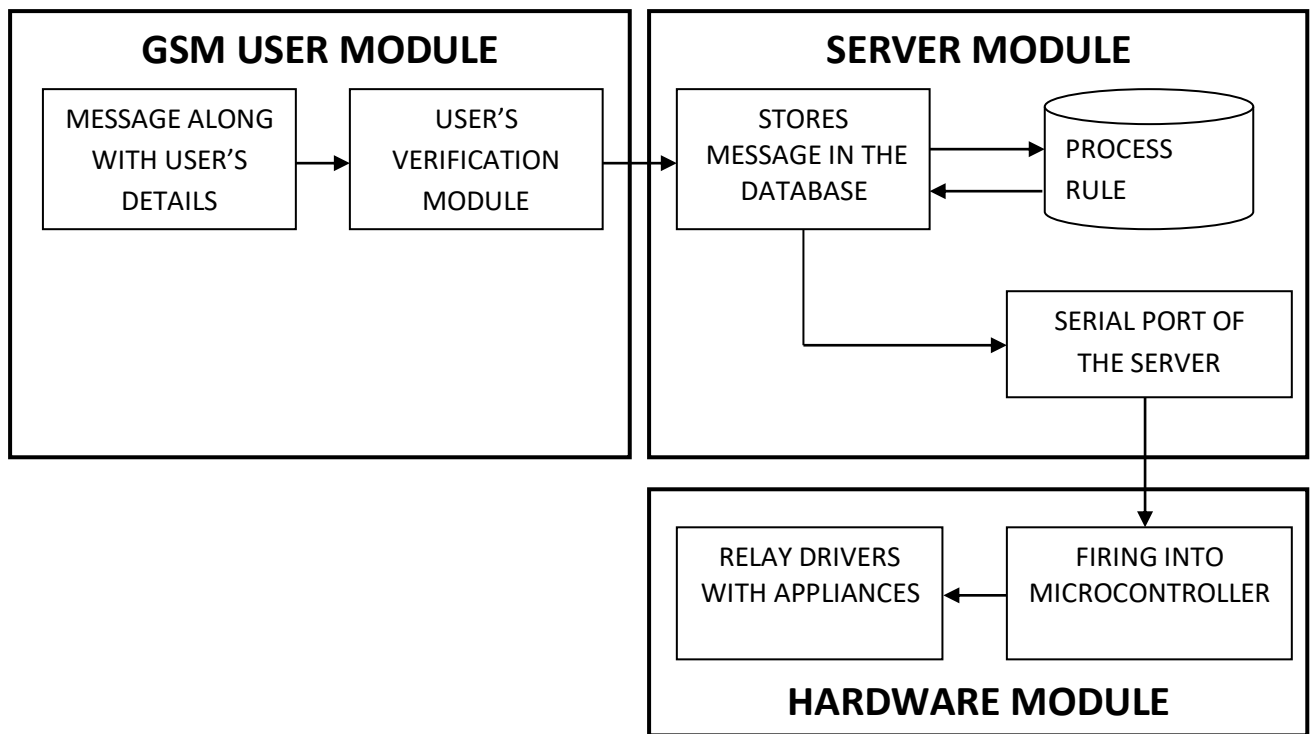 GSM USER MODULE
MESSAGE ALONG
WITH USER’S
DETAILS
USER’S
VERIFICATION
MODULE
SERVER MODULE
STORES
MESSAGE IN THE
DATABASE
PROCESS
RULE
SERIAL PORT OF
THE SERVER
RELAY DRIVERS
WITH APPLIANCES
FIRING INTO
MICROCONTROLLER
HARDWARE MODULE